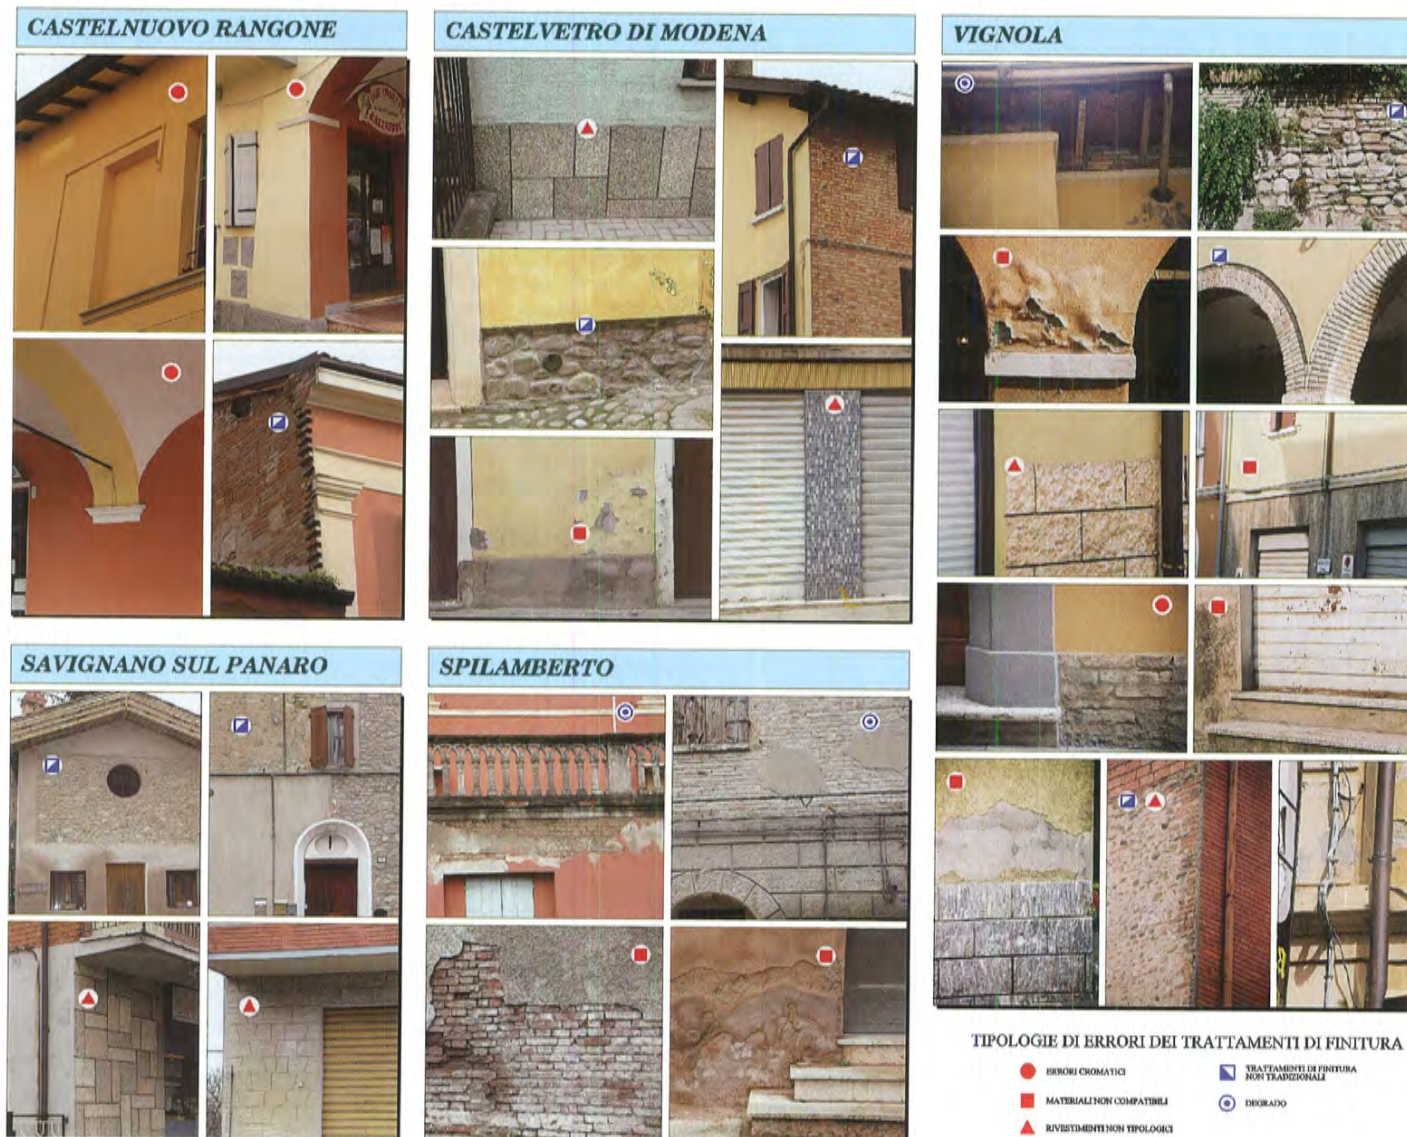 CASTELNUOVO RANGONE
CASTELVETRO DI MODENA
VIGNOLA
SAVIGNANO SUL PANARO
SPILAMBERTO
TIPOLOGIE DI ERRORI DEI TRATTAMENTI DI FINITURA
ERRORI CROMATICI
MATERIALI NON COMPATIBILI
RIVESTIMENTI NON TIPOLOGICI
TRATTAMENTI DI FINITURA
NON TRADIZIONALI
DEGRADO